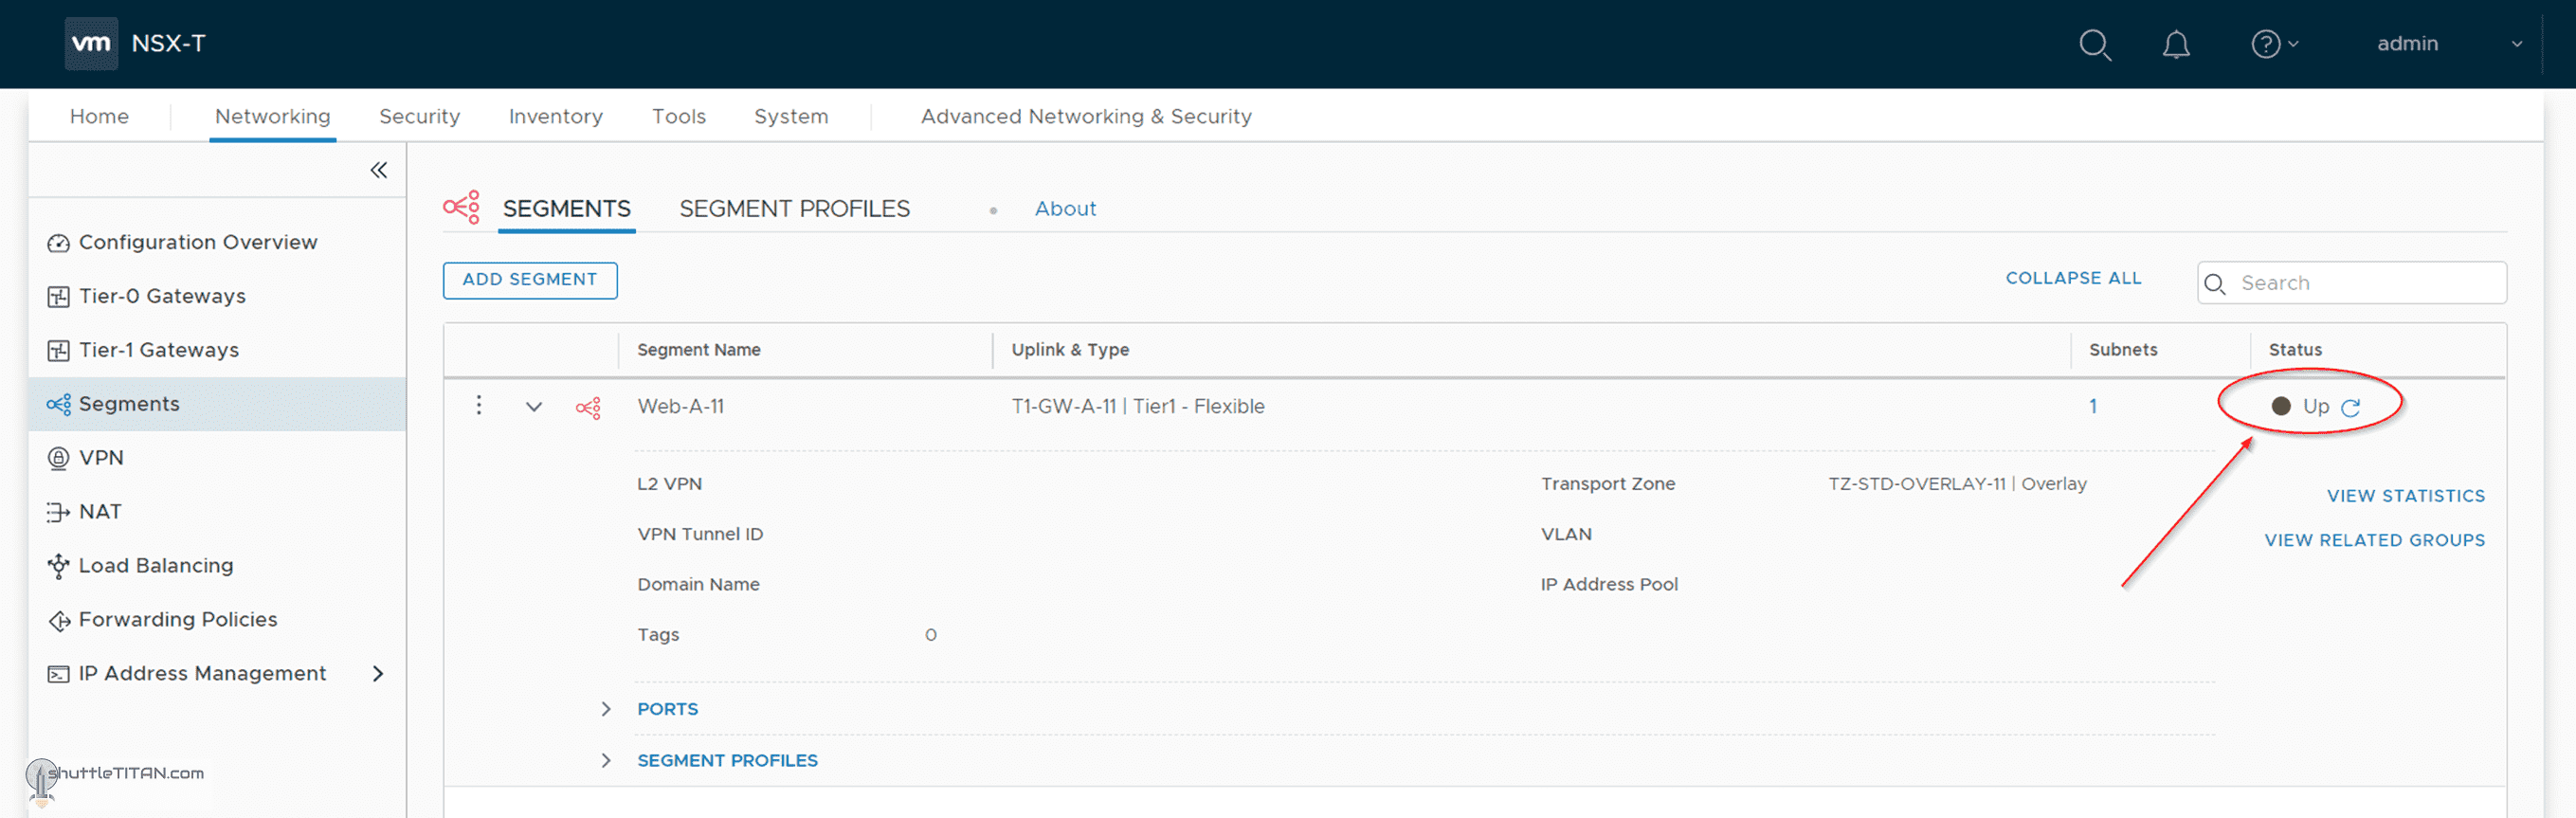 vm NSX-T admin
Home Networking Security Inventory Tools System Advanced Networking & Security
Configuration Overview
Tier-0 Gateways
Tier-1 Gateways
Segments
VPN
NAT
Load Balancing
Forwarding Policies
IP Address Management
shuttleTITAN.com
SEGMENTS SEGMENT PROFILES About
ADD SEGMENT COLLAPSE ALL Search
Segment Name Uplink & Type Subnets Status
Web-A-11 T1-GW-A-11 | Tier1 - Flexible 1 Up
L2 VPN Transport Zone TZ-STD-OVERLAY-11 | Overlay
VIEW STATISTICS
VPN Tunnel ID VLAN
VIEW RELATED GROUPS
Domain Name IP Address Pool
Tags 0
PORTS
SEGMENT PROFILES